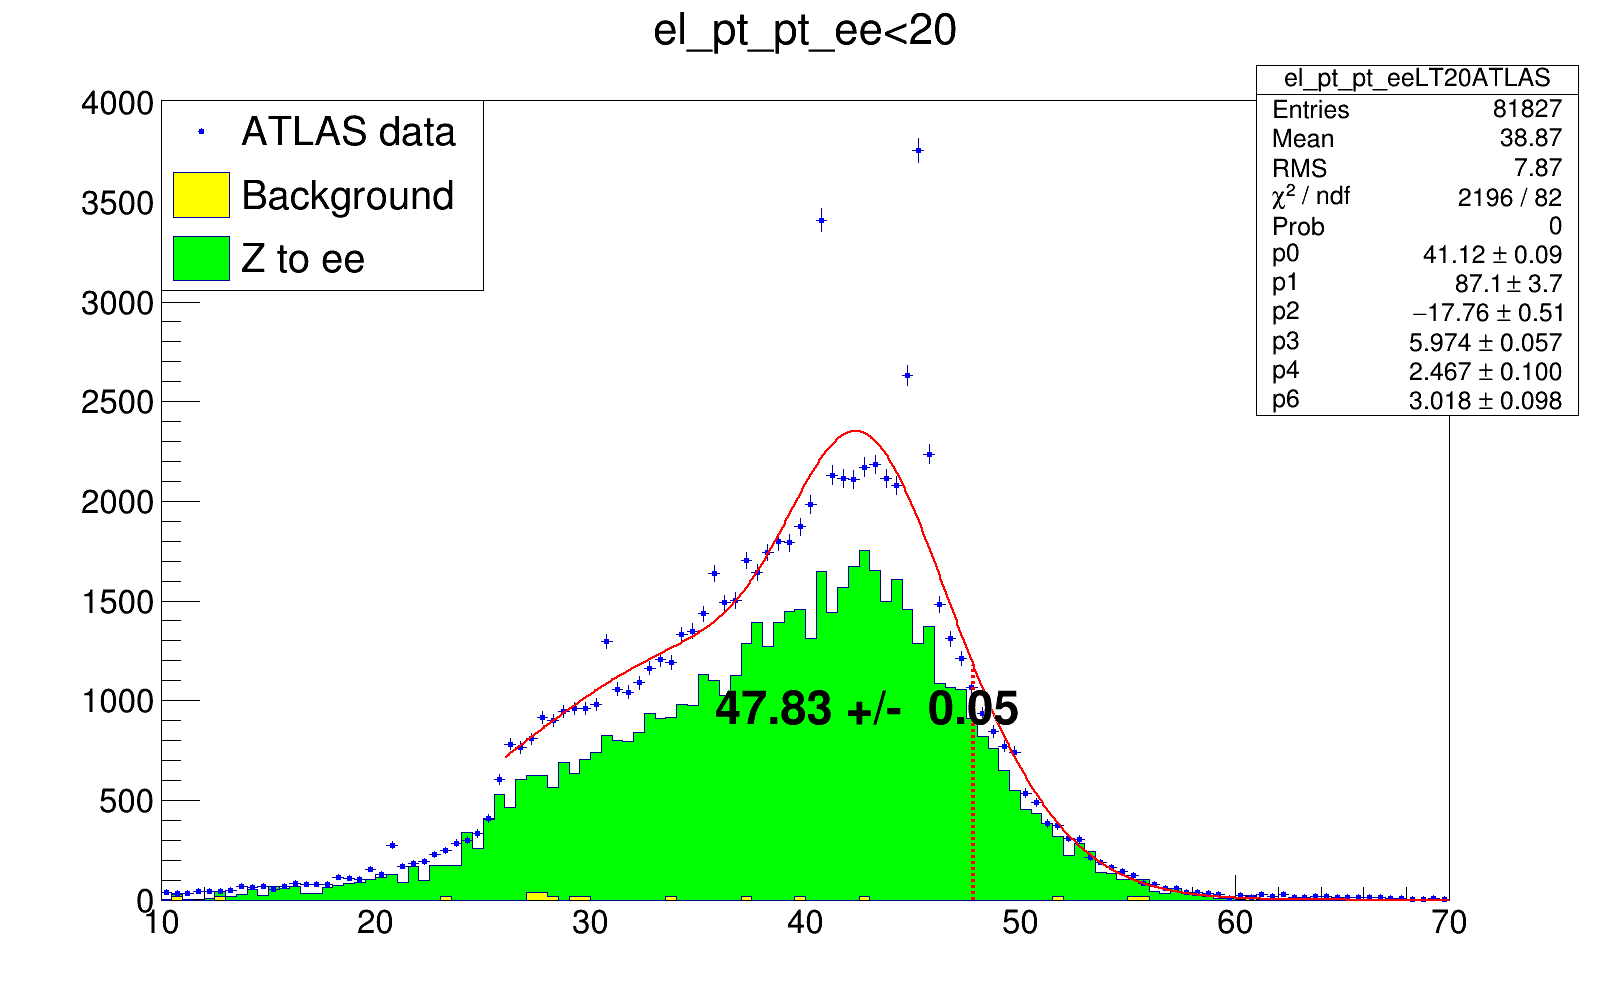 el_pt_pt_ee<20
el_pt_pt_eeLT20ATLAS
Entries 81827
Mean 38.87
RMS 7.87
χ² / ndf 2196 / 82
Prob 0
p0 41.12 ± 0.09
p1 87.1 ± 3.7
p2 −17.76 ± 0.51
p3 5.974 ± 0.057
p4 2.467 ± 0.100
p6 3.018 ± 0.098
ATLAS data
Background
Z to ee
4000
3500
3000
2500
2000
1500
1000
500
0
47.83 +/- 0.05
10 20 30 40 50 60 70